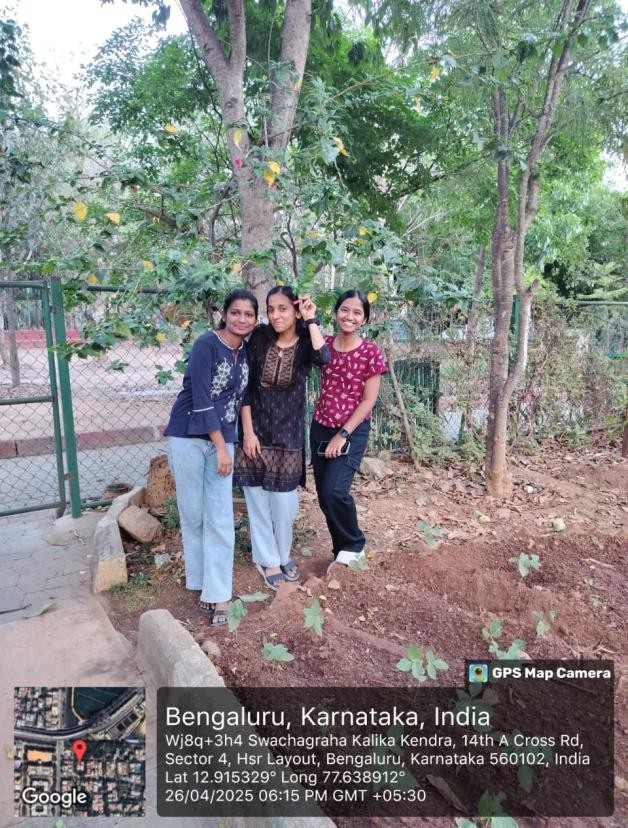 GPS Map Camera
Bengaluru, Karnataka, India
Wj8q+3h4 Swachagraha Kalika Kendra, 14th A Cross Rd,
Sector 4, Hsr Layout, Bengaluru, Karnataka 560102, India
Lat 12.915329° Long 77.638912°
26/04/2025 06:15 PM GMT +05:30
Google